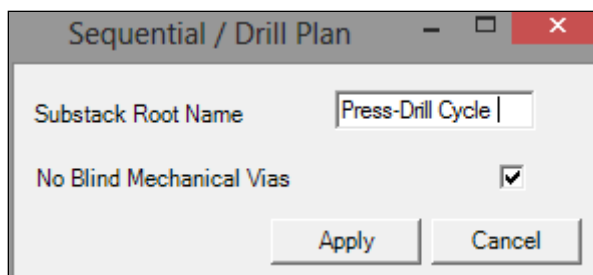 Sequential / Drill Plan
Substack Root Name Press-Drill Cycle
No Blind Mechanical Vias
Apply Cancel